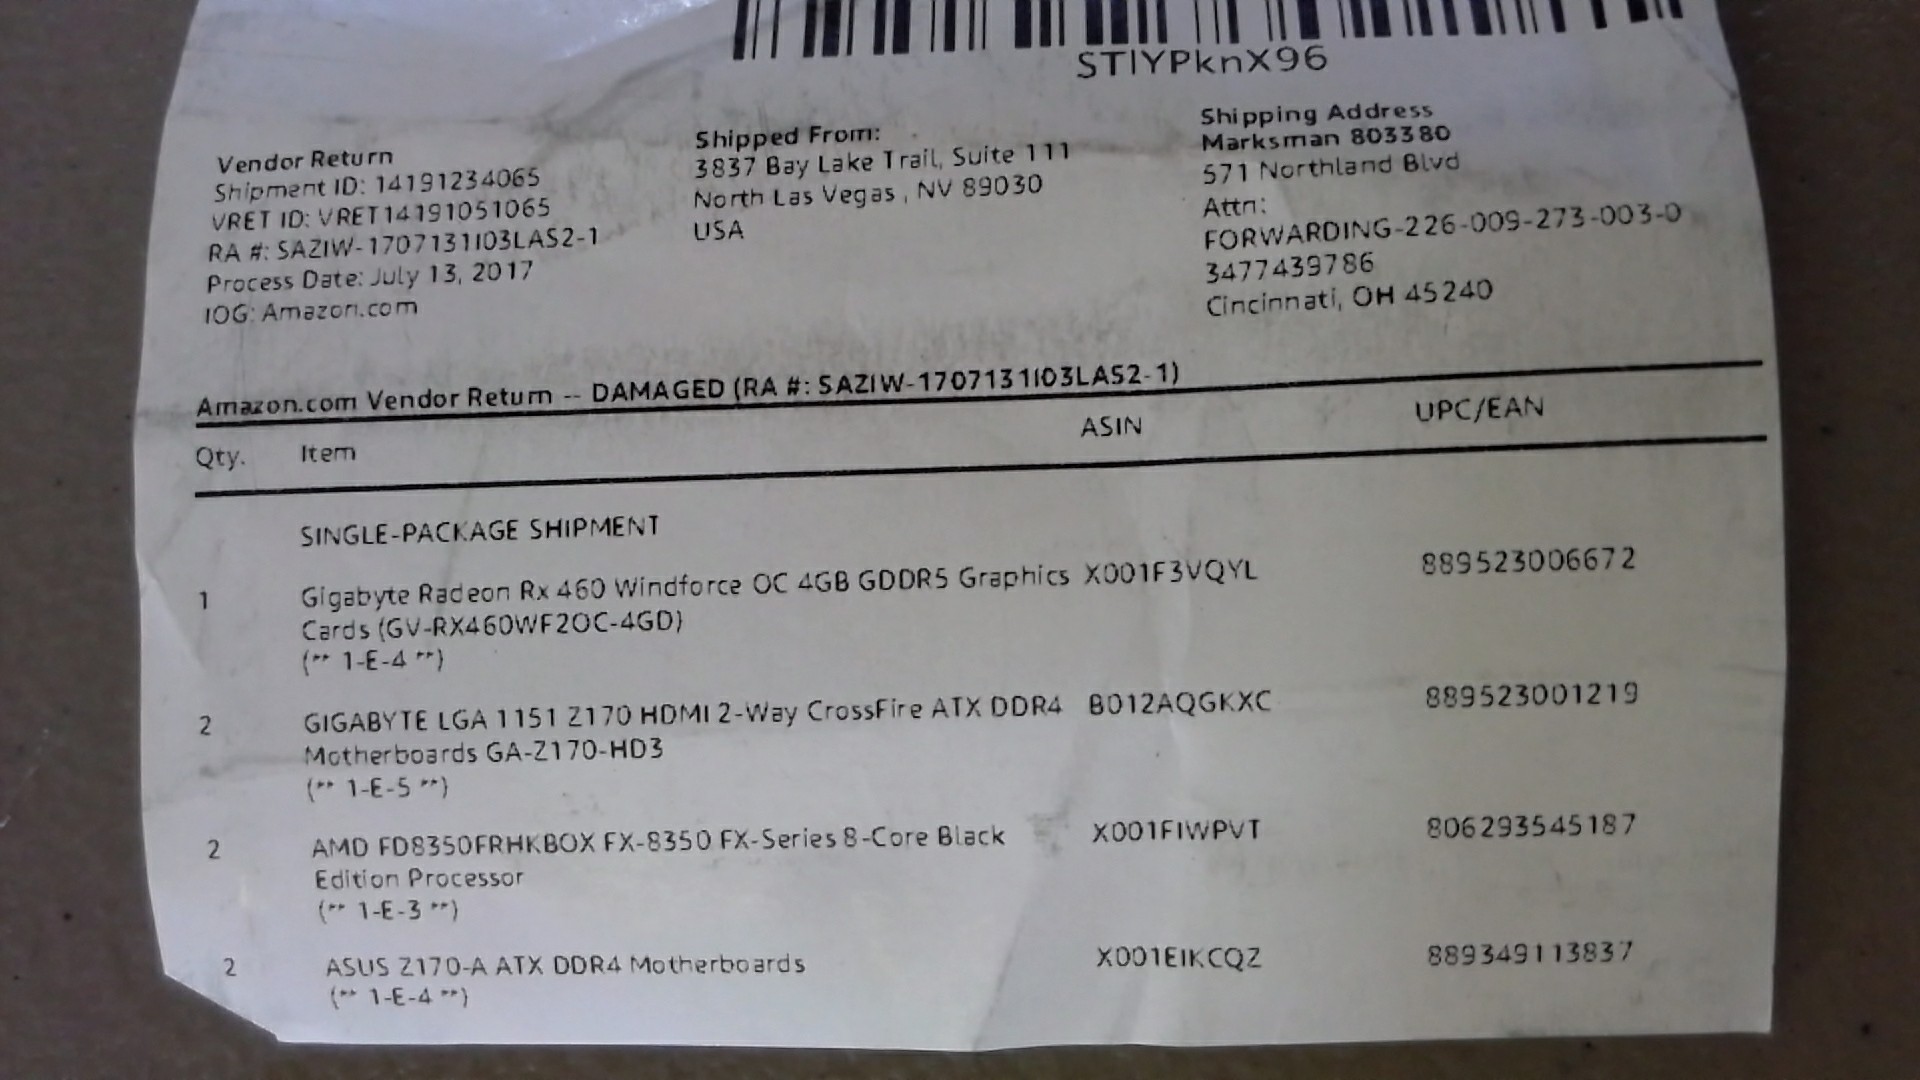 STIYPknX96
Vendor Return
Shipment ID: 14191234065
VRET ID: VRET14191051065
RA #: SAZIW-1707131I03LAS2-1
Process Date: July 13, 2017
IOG: Amazon.com
Shipped From:
3837 Bay Lake Trail, Suite 111
North Las Vegas , NV 89030
USA
Shipping Address
Marksman 803380
571 Northland Blvd
Attn:
FORWARDING-226-009-273-003-0
3477439786
Cincinnati, OH 45240
Amazon.com Vendor Return -- DAMAGED (RA #: SAZIW-1707131I03LAS2-1)
Qty. Item ASIN UPC/EAN
SINGLE-PACKAGE SHIPMENT
1 Gigabyte Radeon Rx 460 Windforce OC 4GB GDDR5 Graphics X001F3VQYL 889523006672
Cards (GV-RX460WF2OC-4GD)
(** 1-E-4 **)
2 GIGABYTE LGA 1151 Z170 HDMI 2-Way CrossFire ATX DDR4 B012AQGKXC 889523001219
Motherboards GA-Z170-HD3
(** 1-E-5 **)
2 AMD FD8350FRHKBOX FX-8350 FX-Series 8-Core Black X001FIWPVT 806293545187
Edition Processor
(** 1-E-3 **)
2 ASUS Z170-A ATX DDR4 Motherboards X001EIKCQZ 889349113837
(** 1-E-4 **)